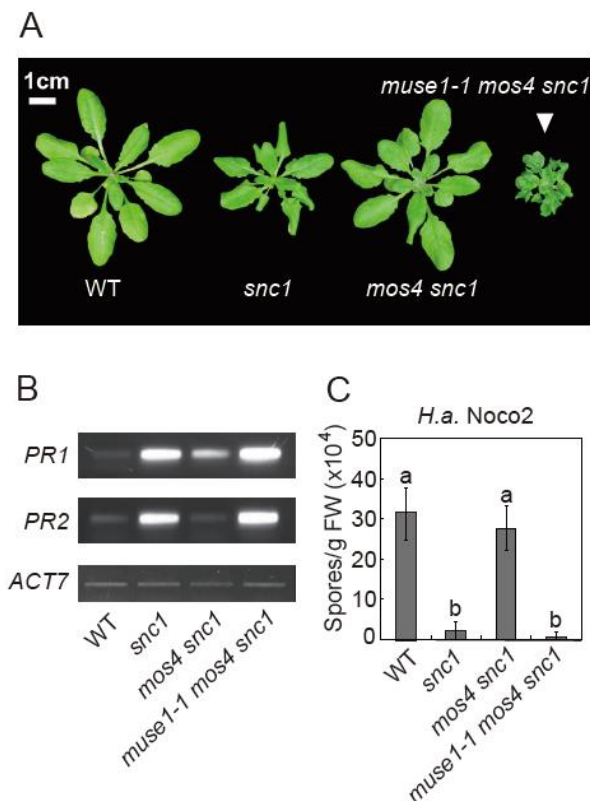 A
1cm
muse1-1 mos4 snc1
WT
snc1
mos4 snc1
B
PR1
PR2
ACT7
WT
snc1
mos4 snc1
muse1-1 mos4 snc1
C
H.a. Noco2
Spores/g FW (x10⁴)
50
40
30
20
10
0
a
b
a
b
WT
snc1
mos4 snc1
muse1-1 mos4 snc1